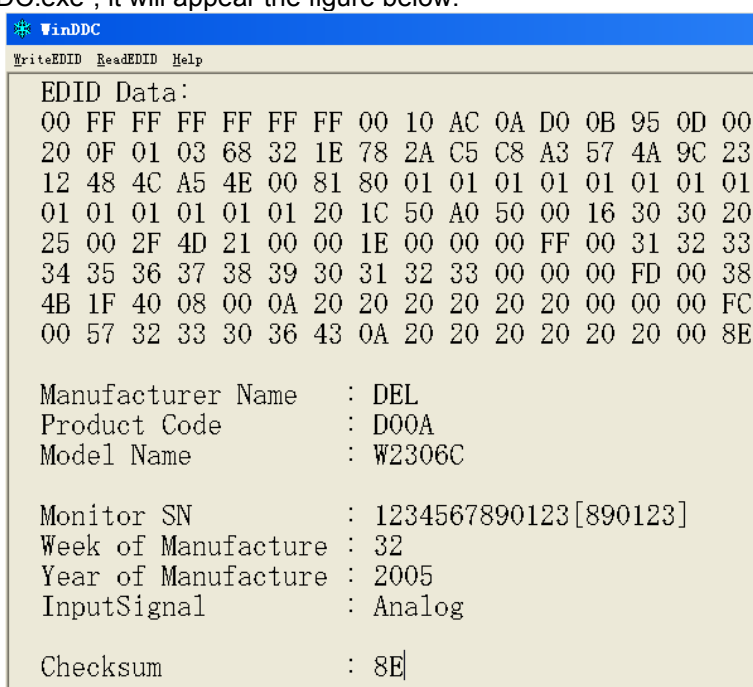 DC.exe", it will appear the figure below.
WinDDC
WriteEDID ReadEDID Help
EDID Data:
00 FF FF FF FF FF FF 00 10 AC 0A D0 0B 95 0D 00
20 0F 01 03 68 32 1E 78 2A C5 C8 A3 57 4A 9C 23
12 48 4C A5 4E 00 81 80 01 01 01 01 01 01 01 01
01 01 01 01 01 01 20 1C 50 A0 50 00 16 30 30 20
25 00 2F 4D 21 00 00 1E 00 00 00 FF 00 31 32 33
34 35 36 37 38 39 30 31 32 33 00 00 00 FD 00 38
4B 1F 40 08 00 0A 20 20 20 20 20 20 00 00 00 FC
00 57 32 33 30 36 43 0A 20 20 20 20 20 20 00 8E
Manufacturer Name : DEL
Product Code : D00A
Model Name : W2306C
Monitor SN : 1234567890123[890123]
Week of Manufacture : 32
Year of Manufacture : 2005
InputSignal : Analog
Checksum : 8E